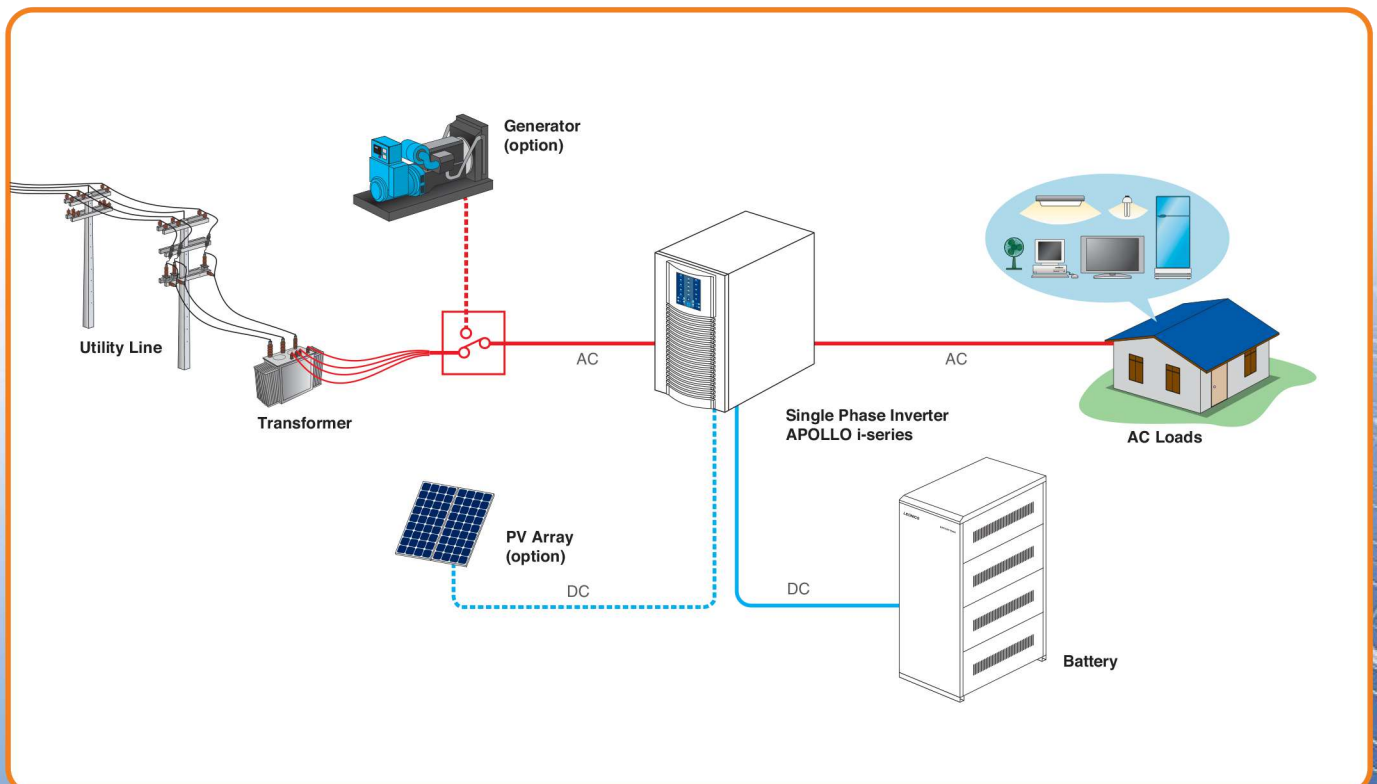 Generator
(option)
Utility Line
Transformer
AC
AC
Single Phase Inverter
APOLLO i-series
AC Loads
PV Array
(option)
DC
DC
LEONICS
Battery